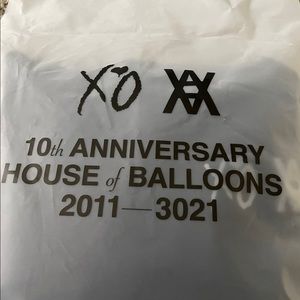 XO
10th ANNIVERSARY
HOUSE of BALLOONS
2011—3021